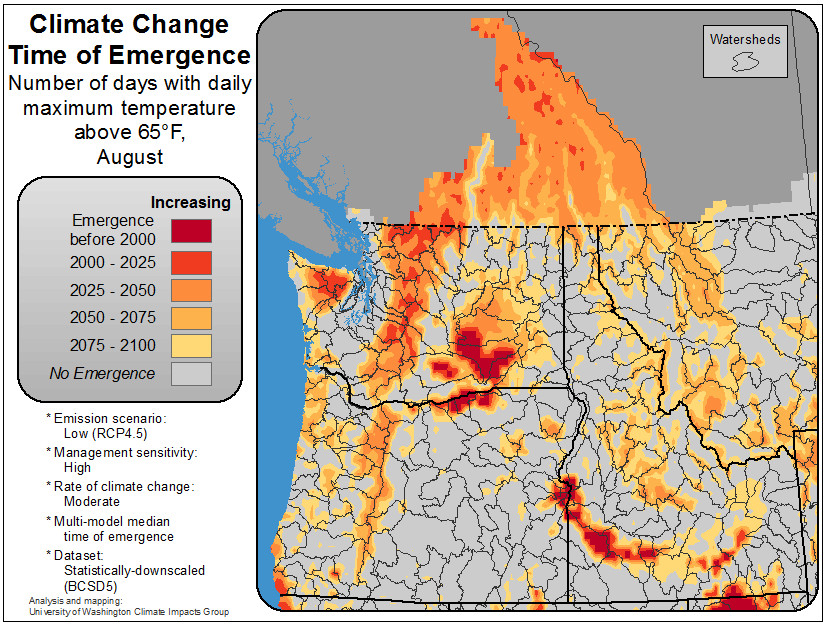 Climate Change
Time of Emergence
Number of days with daily
maximum temperature
above 65°F,
August
Watersheds
Increasing
Emergence
before 2000
2000 - 2025
2025 - 2050
2050 - 2075
2075 - 2100
No Emergence
* Emission scenario:
Low (RCP4.5)
* Management sensitivity:
High
* Rate of climate change:
Moderate
* Multi-model median
time of emergence
* Dataset:
Statistically-downscaled
(BCSD5)
Analysis and mapping:
University of Washington Climate Impacts Group